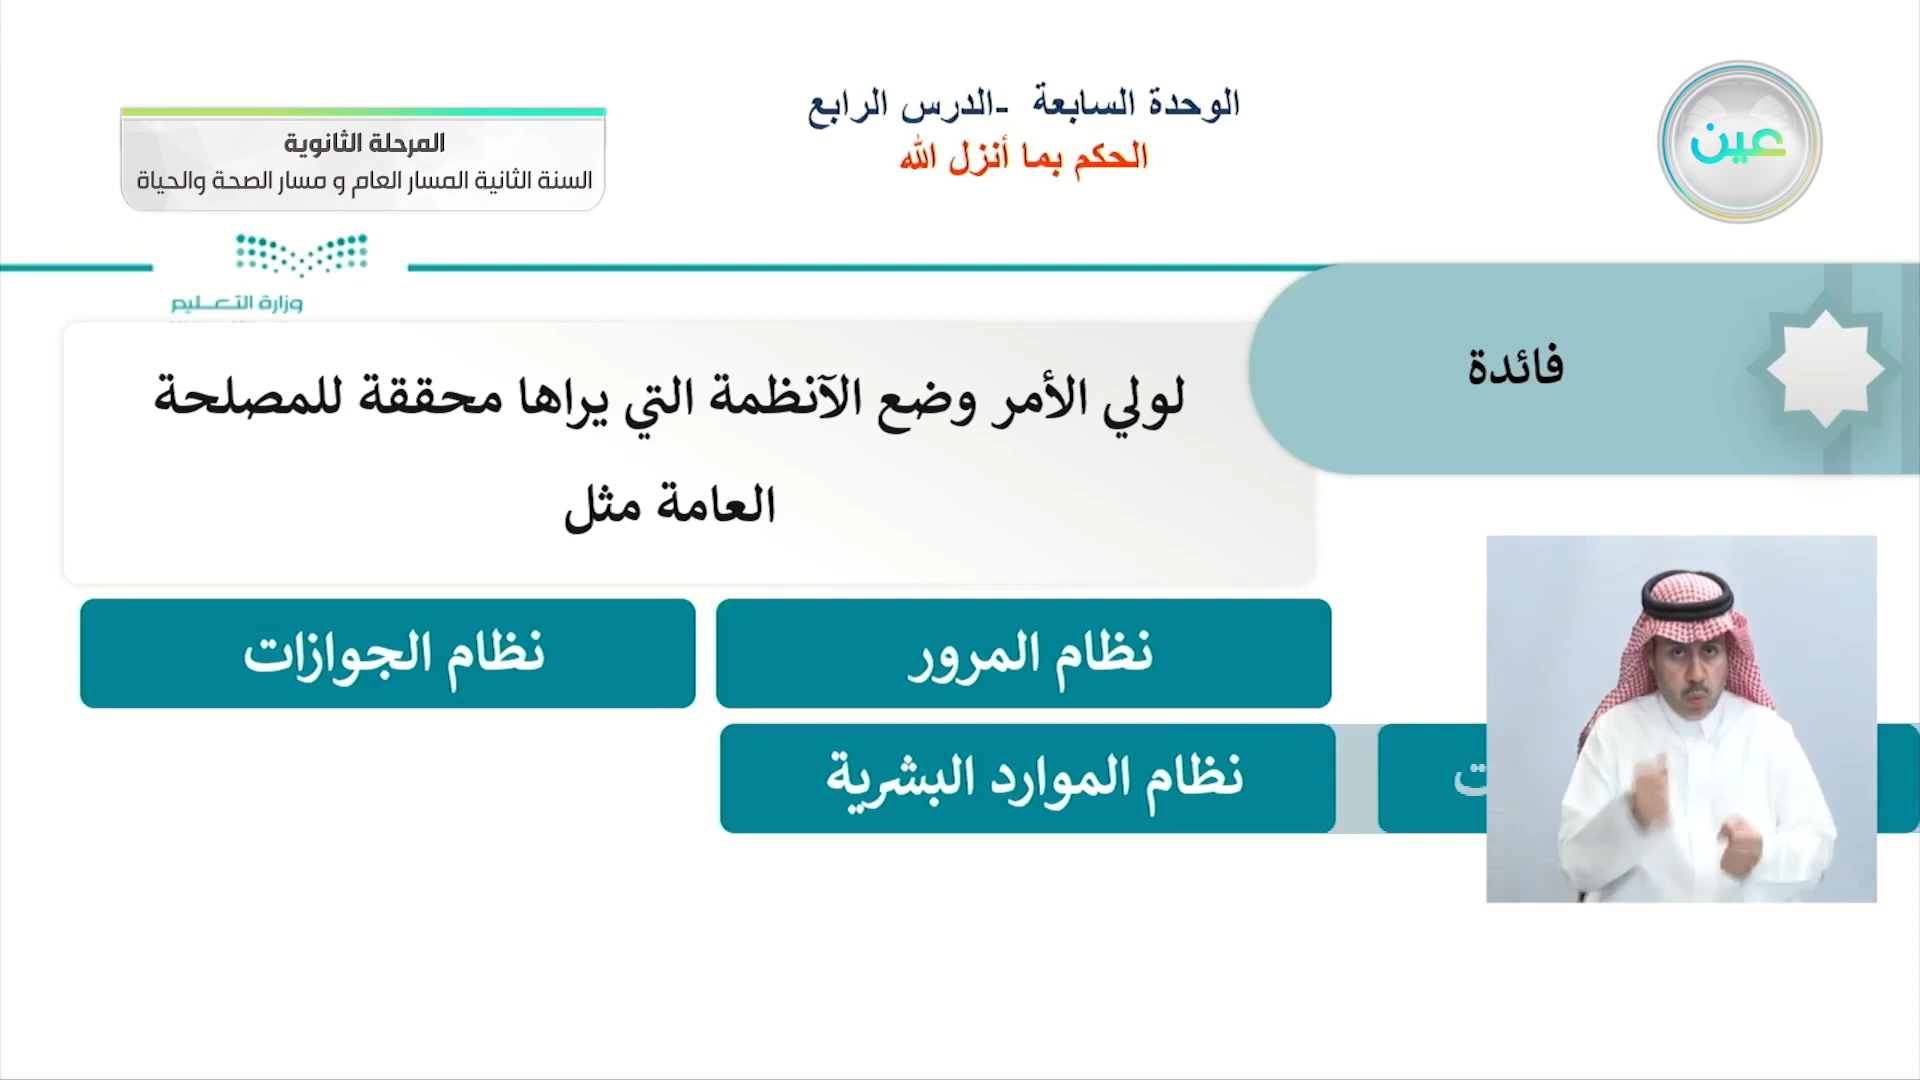 الوحدة السابعة -الدرس الرابع
الحكم بما أنزل الله
عين
المرحلة الثانوية
السنة الثانية المسار العام و مسار الصحة والحياة
وزارة التعـــليم
فائدة
لولي الأمر وضع الآنظمة التي يراها محققة للمصلحة
العامة مثل
نظام المرور
نظام الجوازات
نظام الموارد البشرية